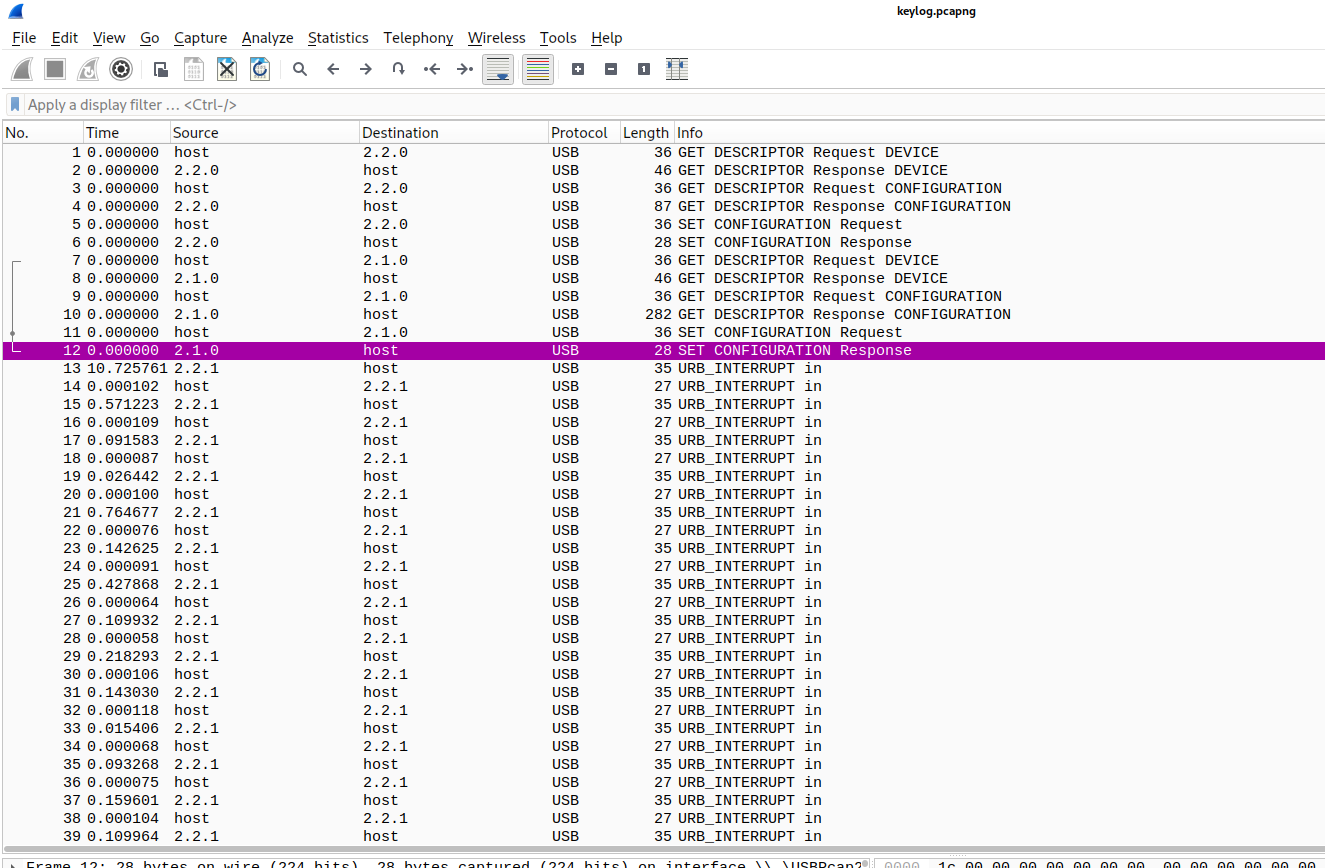 keylog.pcapng
File Edit View Go Capture Analyze Statistics Telephony Wireless Tools Help
Apply a display filter … <Ctrl-/>
No. Time Source Destination Protocol Length Info
1 0.000000 host 2.2.0 USB 36 GET DESCRIPTOR Request DEVICE
2 0.000000 2.2.0 host USB 46 GET DESCRIPTOR Response DEVICE
3 0.000000 host 2.2.0 USB 36 GET DESCRIPTOR Request CONFIGURATION
4 0.000000 2.2.0 host USB 87 GET DESCRIPTOR Response CONFIGURATION
5 0.000000 host 2.2.0 USB 36 SET CONFIGURATION Request
6 0.000000 2.2.0 host USB 28 SET CONFIGURATION Response
7 0.000000 host 2.1.0 USB 36 GET DESCRIPTOR Request DEVICE
8 0.000000 2.1.0 host USB 46 GET DESCRIPTOR Response DEVICE
9 0.000000 host 2.1.0 USB 36 GET DESCRIPTOR Request CONFIGURATION
10 0.000000 2.1.0 host USB 282 GET DESCRIPTOR Response CONFIGURATION
11 0.000000 host 2.1.0 USB 36 SET CONFIGURATION Request
12 0.000000 2.1.0 host USB 28 SET CONFIGURATION Response
13 10.725761 2.2.1 host USB 35 URB_INTERRUPT in
14 0.000102 host 2.2.1 USB 27 URB_INTERRUPT in
15 0.571223 2.2.1 host USB 35 URB_INTERRUPT in
16 0.000109 host 2.2.1 USB 27 URB_INTERRUPT in
17 0.091583 2.2.1 host USB 35 URB_INTERRUPT in
18 0.000087 host 2.2.1 USB 27 URB_INTERRUPT in
19 0.026442 2.2.1 host USB 35 URB_INTERRUPT in
20 0.000100 host 2.2.1 USB 27 URB_INTERRUPT in
21 0.764677 2.2.1 host USB 35 URB_INTERRUPT in
22 0.000076 host 2.2.1 USB 27 URB_INTERRUPT in
23 0.142625 2.2.1 host USB 35 URB_INTERRUPT in
24 0.000091 host 2.2.1 USB 27 URB_INTERRUPT in
25 0.427868 2.2.1 host USB 35 URB_INTERRUPT in
26 0.000064 host 2.2.1 USB 27 URB_INTERRUPT in
27 0.109932 2.2.1 host USB 35 URB_INTERRUPT in
28 0.000058 host 2.2.1 USB 27 URB_INTERRUPT in
29 0.218293 2.2.1 host USB 35 URB_INTERRUPT in
30 0.000106 host 2.2.1 USB 27 URB_INTERRUPT in
31 0.143030 2.2.1 host USB 35 URB_INTERRUPT in
32 0.000118 host 2.2.1 USB 27 URB_INTERRUPT in
33 0.015406 2.2.1 host USB 35 URB_INTERRUPT in
34 0.000068 host 2.2.1 USB 27 URB_INTERRUPT in
35 0.093268 2.2.1 host USB 35 URB_INTERRUPT in
36 0.000075 host 2.2.1 USB 27 URB_INTERRUPT in
37 0.159601 2.2.1 host USB 35 URB_INTERRUPT in
38 0.000104 host 2.2.1 USB 27 URB_INTERRUPT in
39 0.109964 2.2.1 host USB 35 URB_INTERRUPT in
Frame 12: 28 bytes on wire (224 bits), 28 bytes captured (224 bits) on interface \\.\USBPcap2 0000 1c 00 00 00 00 00 00 00 00 00 00 00 00 00